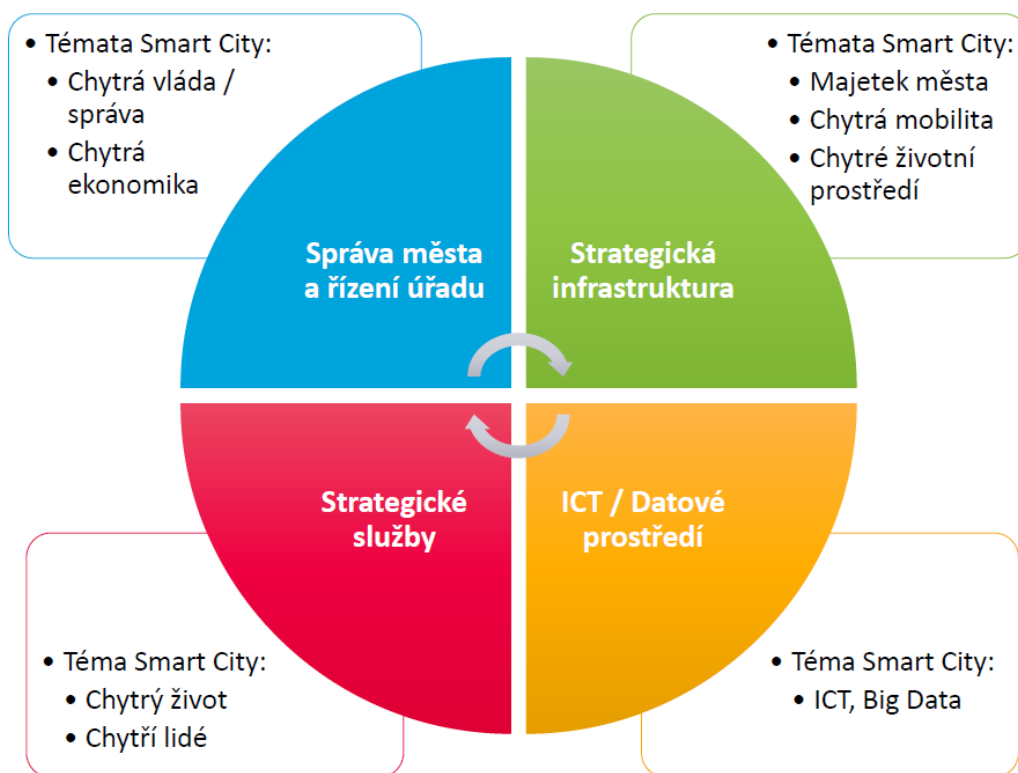 • Témata Smart City:
• Chytrá vláda /
správa
• Chytrá
ekonomika
• Témata Smart City:
• Majetek města
• Chytrá mobilita
• Chytré životní
prostředí
Správa města
a řízení úřadu
Strategická
infrastruktura
Strategické
služby
ICT / Datové
prostředí
• Téma Smart City:
• Chytrý život
• Chytří lidé
• Téma Smart City:
• ICT, Big Data